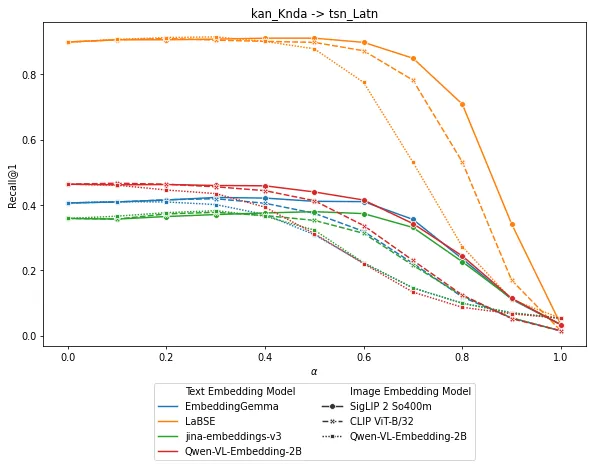 kan_Knda -> tsn_Latn
Recall@1
0.8
0.6
0.4
0.2
0.0
0.0 0.2 0.4 0.6 0.8 1.0
α
Text Embedding Model
EmbeddingGemma
LaBSE
jina-embeddings-v3
Qwen-VL-Embedding-2B
Image Embedding Model
SigLIP 2 So400m
CLIP ViT-B/32
Qwen-VL-Embedding-2B